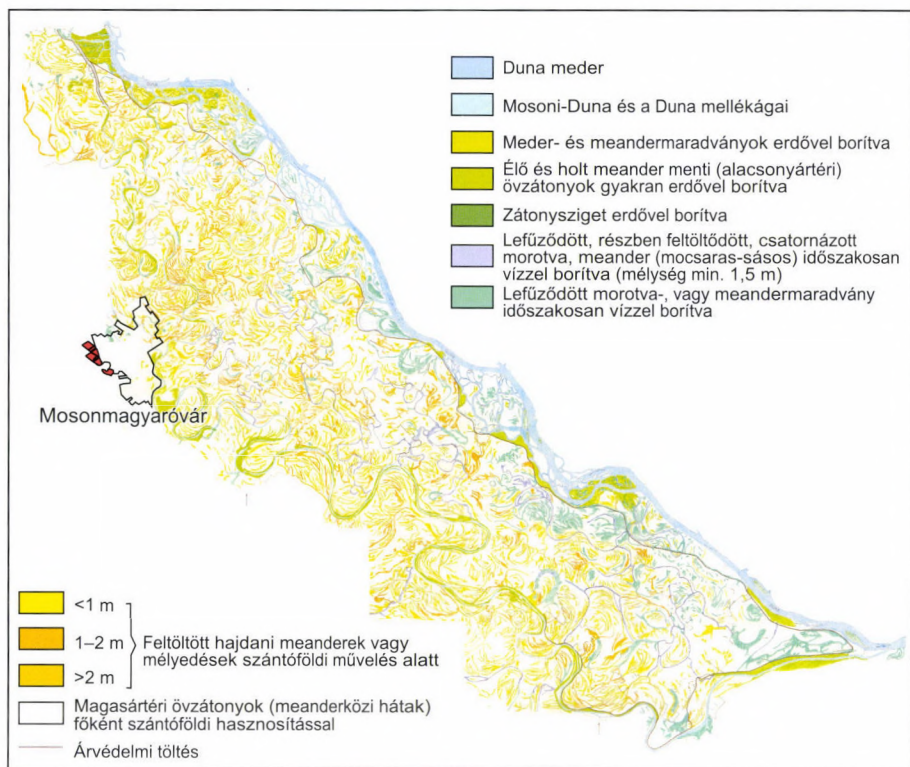 Duna meder
Mosoni-Duna és a Duna mellékágai
Meder- és meandermaradványok erdővel borítva
Élő és holt meander menti (alacsonyártéri)
övzátonyok gyakran erdővel borítva
Zátonysziget erdővel borítva
Lefűződött, részben feltöltődött, csatornázott
morotva, meander (mocsaras-sásos) időszakosan
vízzel borítva (mélység min. 1,5 m)
Lefűződött morotva-, vagy meandermaradvány
időszakosan vízzel borítva
Mosonmagyaróvár
<1 m
1–2 m
>2 m
Feltöltött hajdani meanderek vagy
mélyedések szántóföldi művelés alatt
Magasártéri övzátonyok (meanderközi hátak)
főként szántóföldi hasznosítással
Árvédelmi töltés